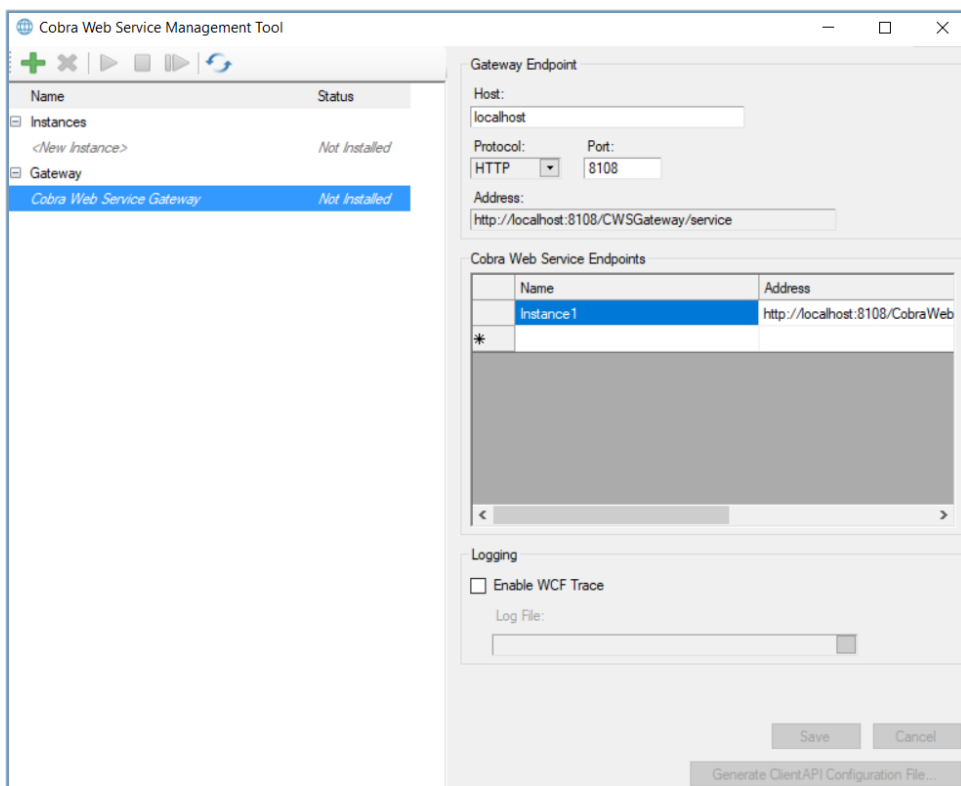 Cobra Web Service Management Tool
Name Status
Instances
<New Instance> Not Installed
Gateway
Cobra Web Service Gateway Not Installed
Gateway Endpoint
Host:
localhost
Protocol: Port:
HTTP 8108
Address:
http://localhost:8108/CWSGateway/service
Cobra Web Service Endpoints
Name Address
Instance1 http://localhost:8108/CobraWeb
*
Logging
Enable WCF Trace
Log File:
Save Cancel
Generate ClientAPI Configuration File...